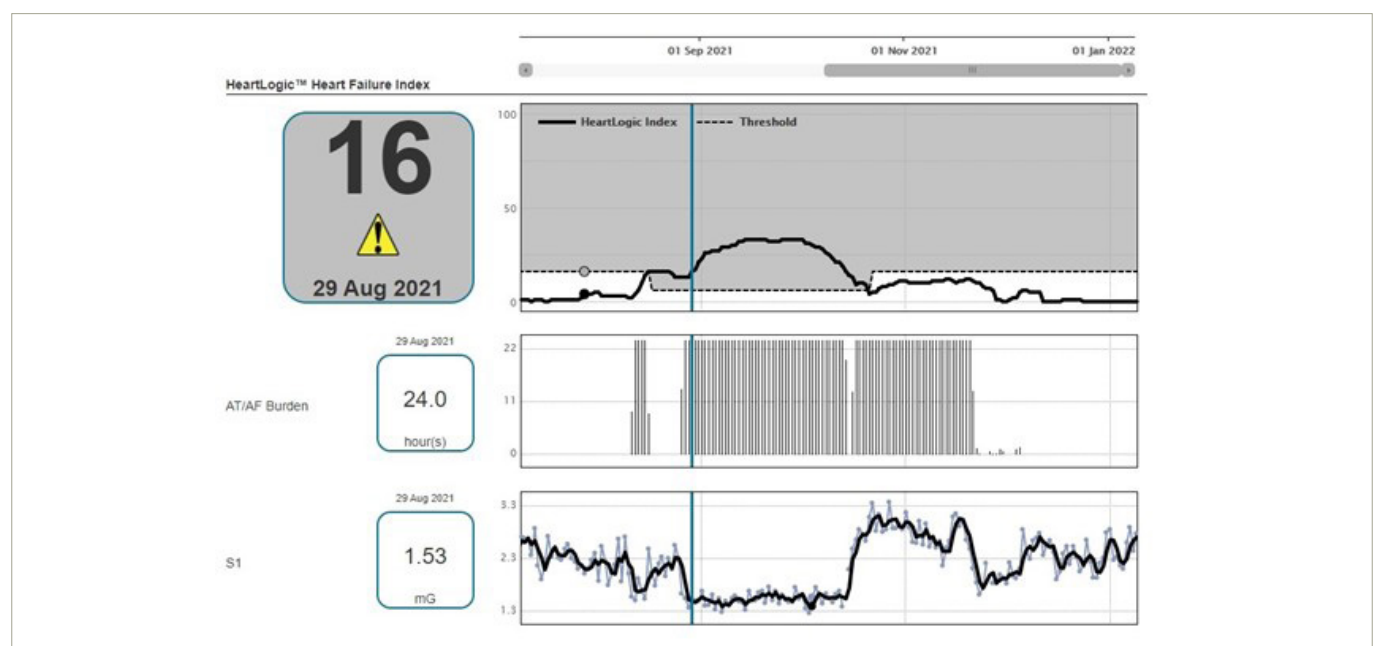 01 Sep 2021
01 Nov 2021
01 Jan 2022
HeartLogic™ Heart Failure Index
16
29 Aug 2021
100
50
0
HeartLogic Index
Threshold
AT/AF Burden
29 Aug 2021
24.0
hour(s)
22
11
0
S1
29 Aug 2021
1.53
mG
3.3
2.3
1.3